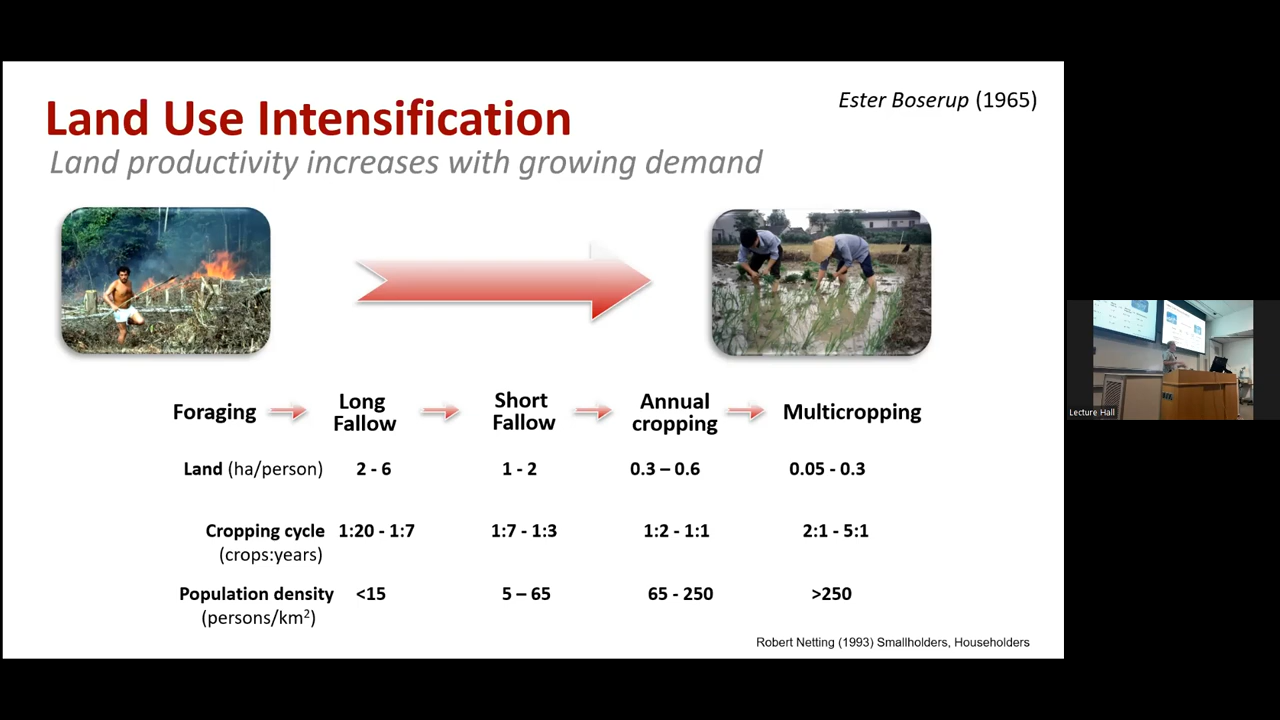 Ester Boserup (1965)
Land Use Intensification
Land productivity increases with growing demand
Foraging
Long
Fallow
Short
Fallow
Annual
cropping
Multicropping
Land (ha/person) 2 - 6 1 - 2 0.3 – 0.6 0.05 - 0.3
Cropping cycle 1:20 - 1:7 1:7 - 1:3 1:2 - 1:1 2:1 - 5:1
(crops:years)
Population density <15 5 – 65 65 - 250 >250
(persons/km²)
Robert Netting (1993) Smallholders, Householders
Lecture Hall